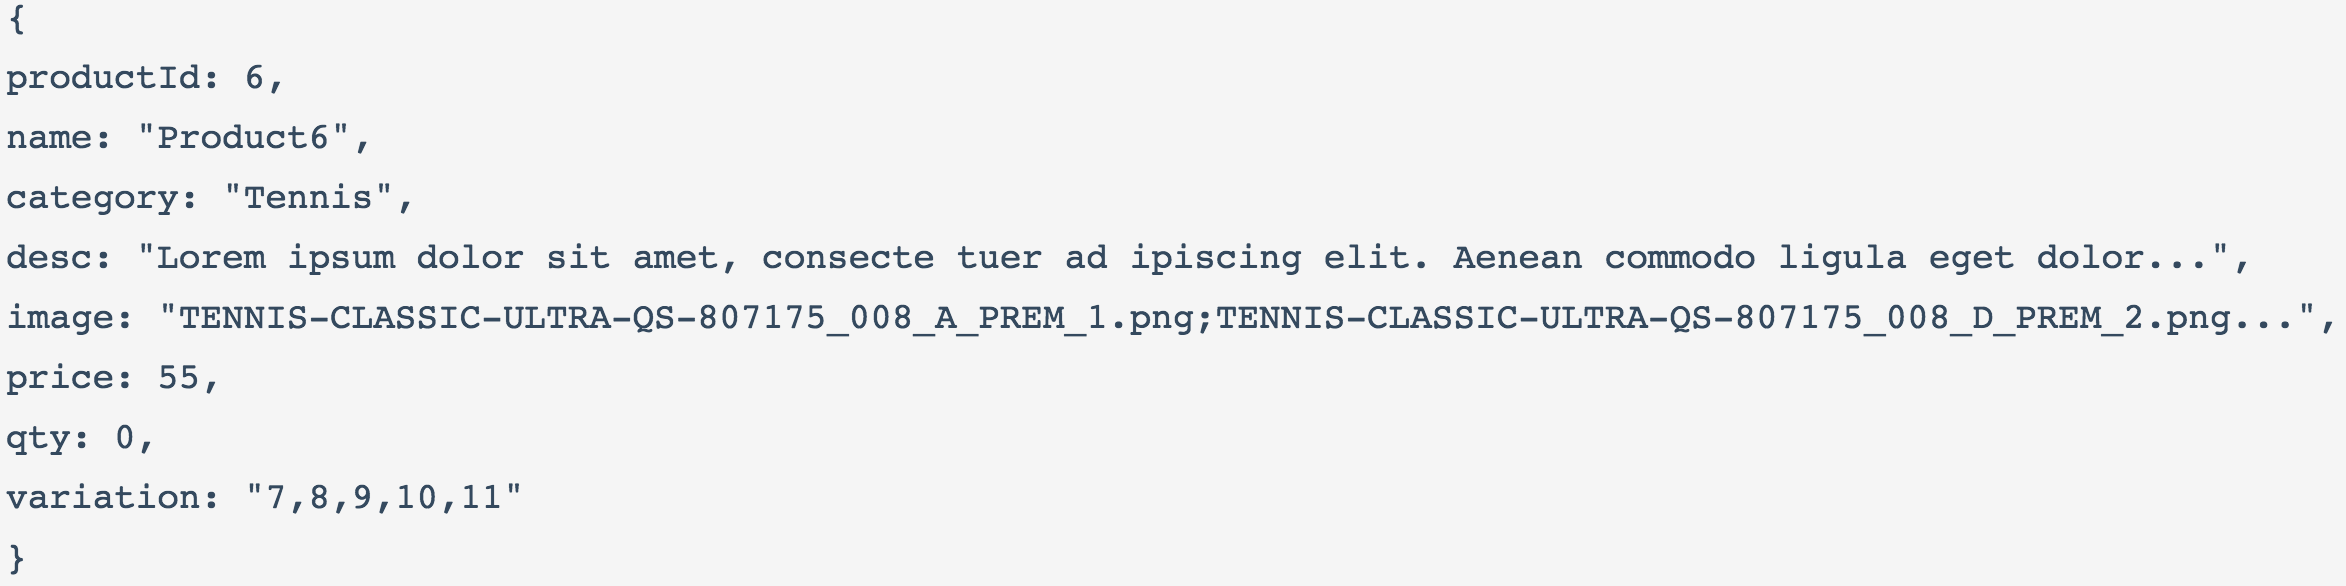 {
productId: 6,
name: "Product6",
category: "Tennis",
desc: "Lorem ipsum dolor sit amet, consecte tuer ad ipiscing elit. Aenean commodo ligula eget dolor...",
image: "TENNIS-CLASSIC-ULTRA-QS-807175_008_A_PREM_1.png;TENNIS-CLASSIC-ULTRA-QS-807175_008_D_PREM_2.png...",
price: 55,
qty: 0,
variation: "7,8,9,10,11"
}